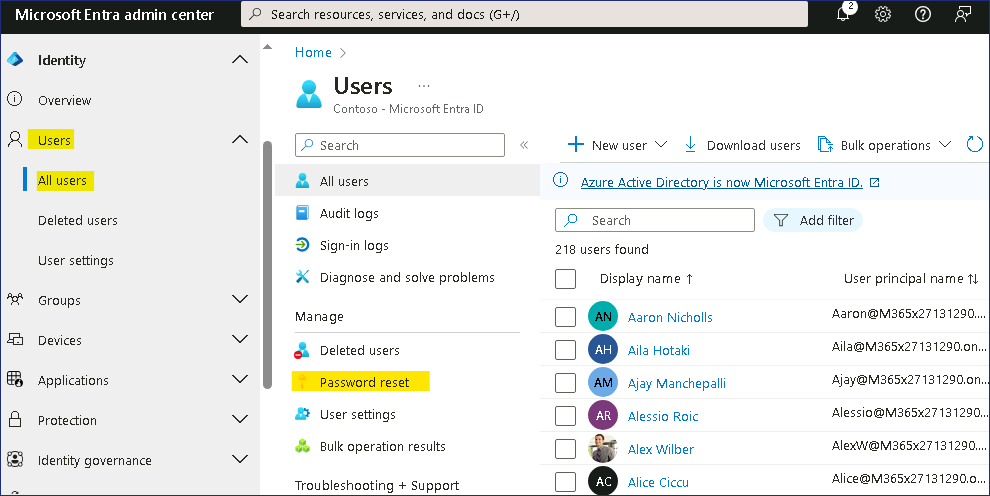 Microsoft Entra admin center
Search resources, services, and docs (G+/)
2
Identity
Overview
Users
All users
Deleted users
User settings
Groups
Devices
Applications
Protection
Identity governance
Home
Users
...
Contoso - Microsoft Entra ID
Search
«
All users
Audit logs
Sign-in logs
Diagnose and solve problems
Manage
Deleted users
Password reset
User settings
Bulk operation results
Troubleshooting + Support
New user
Download users
Bulk operations
Azure Active Directory is now Microsoft Entra ID.
Search
Add filter
218 users found
Display name ↑ User principal name ↑↓
AN Aaron Nicholls Aaron@M365x27131290....
AH Aila Hotaki Aila@M365x27131290.on...
AM Ajay Manchepalli Ajay@M365x27131290.on...
AR Alessio Roic Alessio@M365x27131290....
Alex Wilber AlexW@M365x27131290....
AC Alice Ciccu Alice@M365x27131290.on...